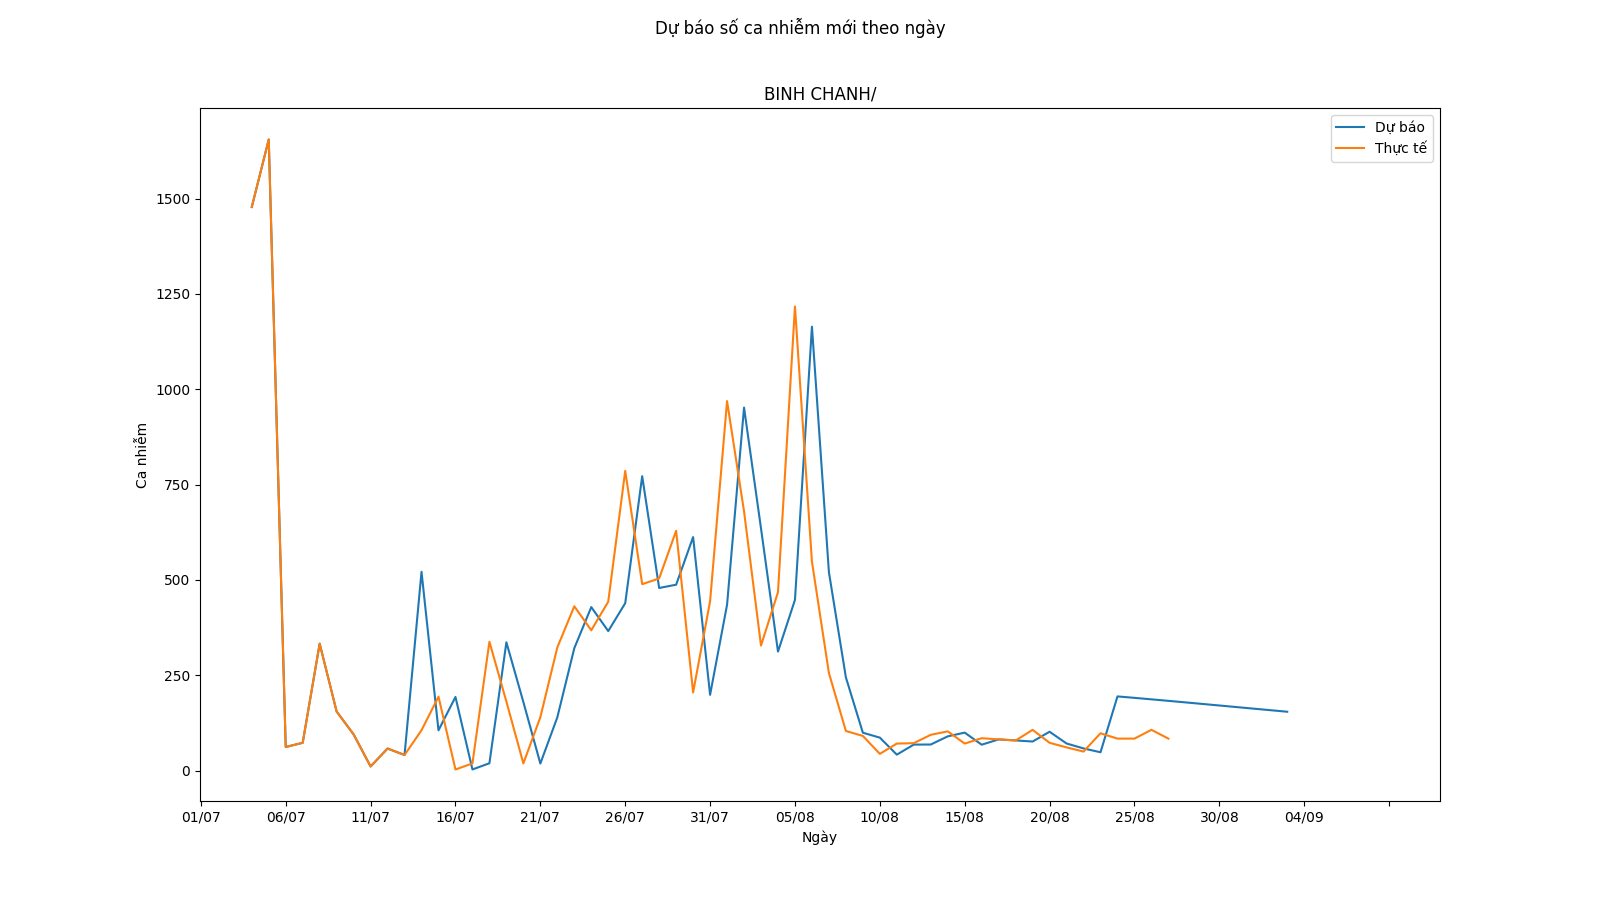 Dự báo số ca nhiễm mới theo ngày
BINH CHANH/
Dự báo
Thực tế
1500
1250
1000
750
500
250
0
Ca nhiễm
01/07 06/07 11/07 16/07 21/07 26/07 31/07 05/08 10/08 15/08 20/08 25/08 30/08 04/09
Ngày